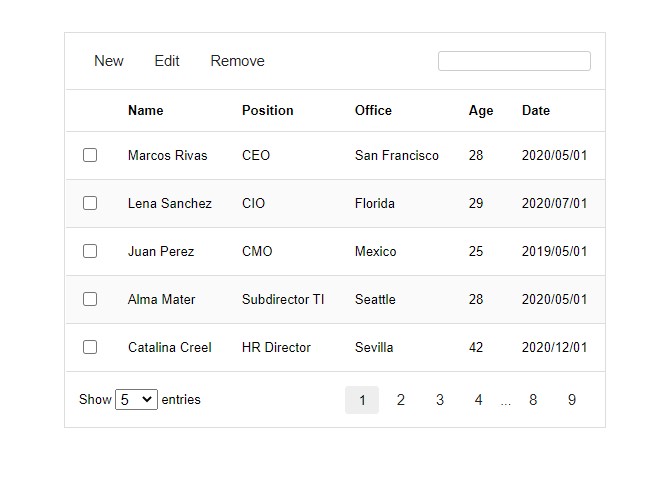 New Edit Remove
Name Position Office Age Date
Marcos Rivas CEO San Francisco 28 2020/05/01
Lena Sanchez CIO Florida 29 2020/07/01
Juan Perez CMO Mexico 25 2019/05/01
Alma Mater Subdirector TI Seattle 28 2020/05/01
Catalina Creel HR Director Sevilla 42 2020/12/01
Show 5 entries 1 2 3 4 ... 8 9